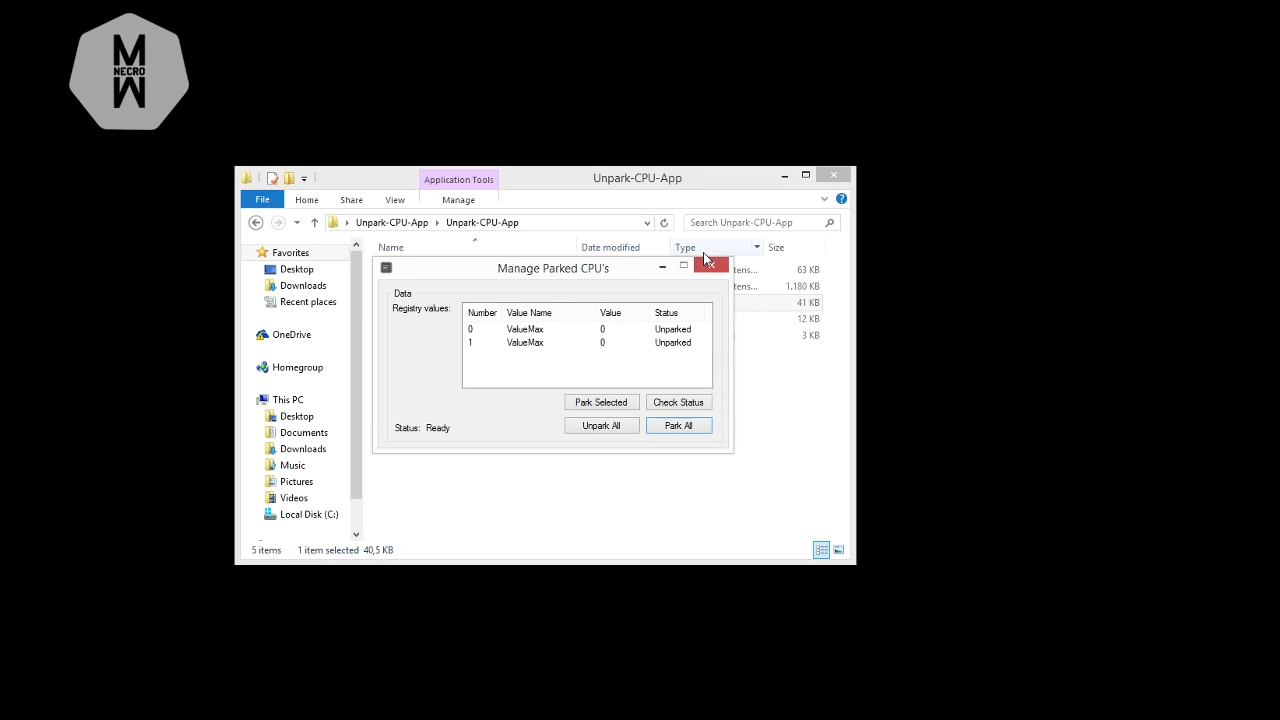 M
NECRO
W
Application Tools
Unpark-CPU-App
File
Home
Share
View
Manage
Unpark-CPU-App
Unpark-CPU-App
Search Unpark-CPU-App
Name
Date modified
Type
Size
Favorites
Desktop
Downloads
Recent places
OneDrive
Homegroup
This PC
Desktop
Documents
Downloads
Music
Pictures
Videos
Local Disk (C:)
tens...
63 KB
tens...
1.180 KB
41 KB
12 KB
3 KB
Manage Parked CPU's
Data
Registry values:
Number Value Name Value Status
0 ValueMax 0 Unparked
1 ValueMax 0 Unparked
Park Selected
Check Status
Status: Ready
Unpark All
Park All
5 items 1 item selected 40,5 KB